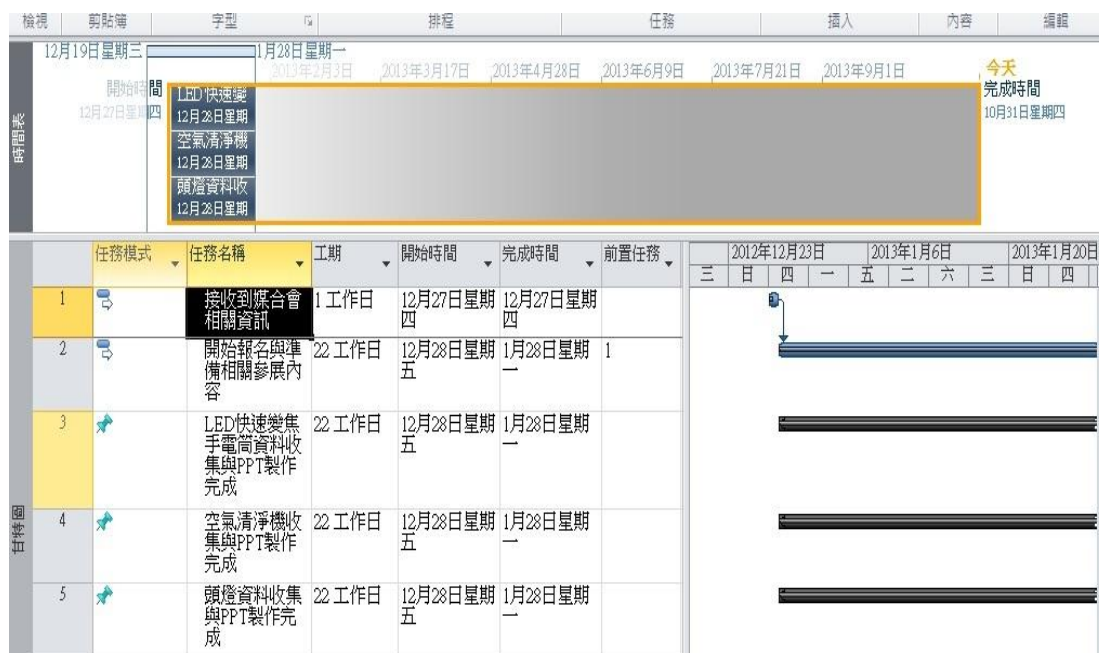 檢視 剪貼簿 字型 排程 任務 插入 內容 編輯
12月19日星期三 1月28日星期一
2013年2月3日 2013年3月17日 2013年4月28日 2013年6月9日 2013年7月21日 2013年9月1日 今天
開始時間 完成時間
12月27日星期四 10月31日星期四
LED快速變
12月28日星期
空氣清淨機
12月28日星期
頭燈資料收
12月28日星期
時間表
任務模式 任務名稱 工期 開始時間 完成時間 前置任務 2012年12月23日 2013年1月6日 2013年1月20日
三 日 四 一 五 二 六 三 日 四
1 接收到媒合會 1 工作日 12月27日星期 12月27日星期
相關資訊 四 四
2 開始報名與準 22 工作日 12月28日星期 1月28日星期 1
備相關參展內 五 一
容
3 LED快速變焦 22 工作日 12月28日星期 1月28日星期
手電筒資料收 五 一
集與PPT製作
完成
4 空氣清淨機收 22 工作日 12月28日星期 1月28日星期
集與PPT製作 五 一
完成
5 頭燈資料收集 22 工作日 12月28日星期 1月28日星期
與PPT製作完 五 一
成
甘特圖